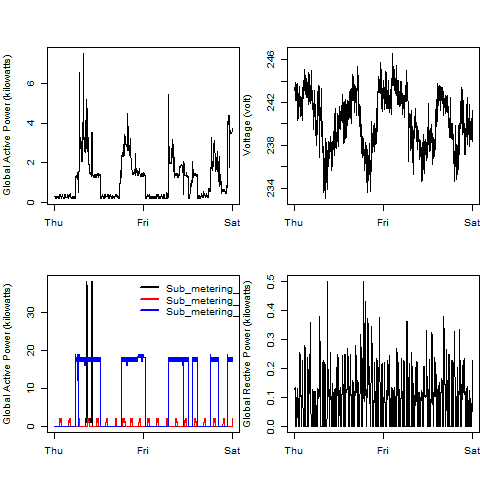 Global Active Power (kilowatts)
0 2 4 6
Thu Fri Sat
Voltage (volt)
234 238 242 246
Thu Fri Sat
Global Active Power (kilowatts)
0 10 20 30
Sub_metering_
Sub_metering_
Sub_metering_
Thu Fri Sat
Global Rective Power (kilowatts)
0.0 0.1 0.2 0.3 0.4 0.5
Thu Fri Sat